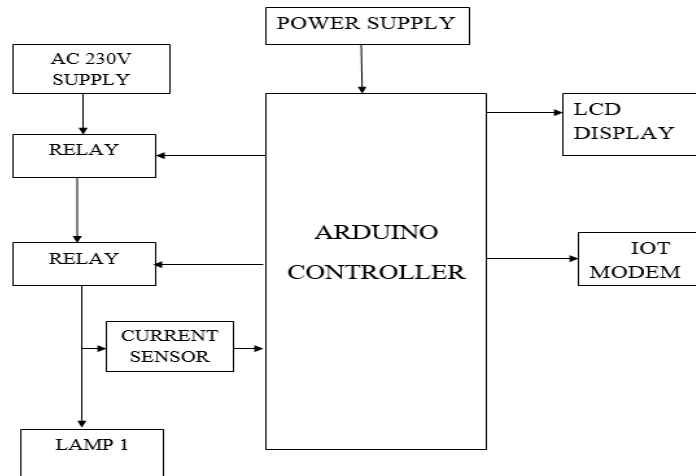 POWER SUPPLY
AC 230V
SUPPLY
RELAY
RELAY
CURRENT
SENSOR
LAMP 1
ARDUINO
CONTROLLER
LCD
DISPLAY
IOT
MODEM